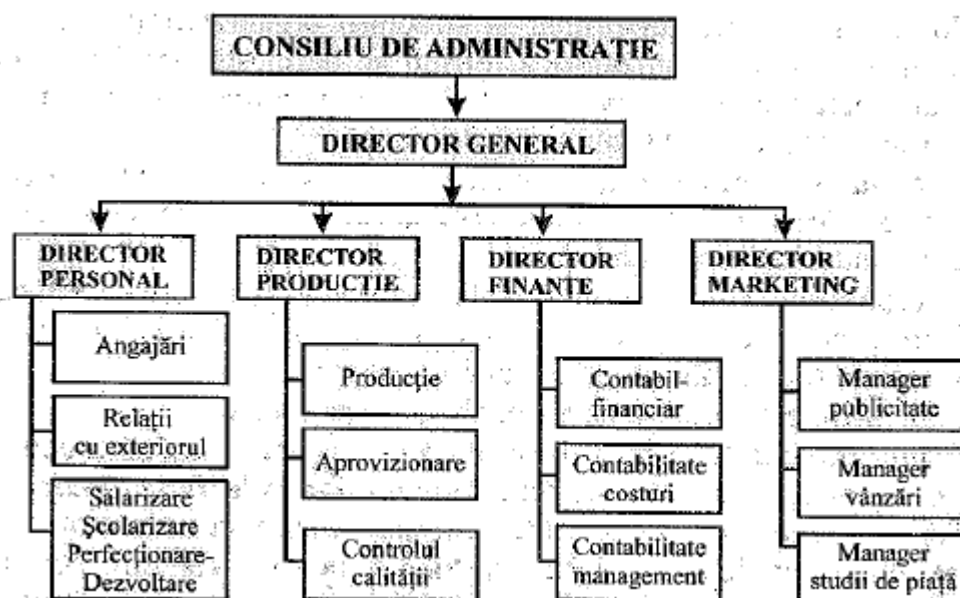 CONSILIU DE ADMINISTRAȚIE
DIRECTOR GENERAL
DIRECTOR
PERSONAL
Angajări
Relații
cu exteriorul
Salarizare
Școlarizare
Perfecționare-
Dezvoltare
DIRECTOR
PRODUCȚIE
Producție
Aprovizionare
Controlul
calității
DIRECTOR
FINANȚE
Contabil-
financiar
Contabilitate
costuri
Contabilitate
management
DIRECTOR
MARKETING
Manager
publicitate
Manager
vânzări
Manager
studii de piață